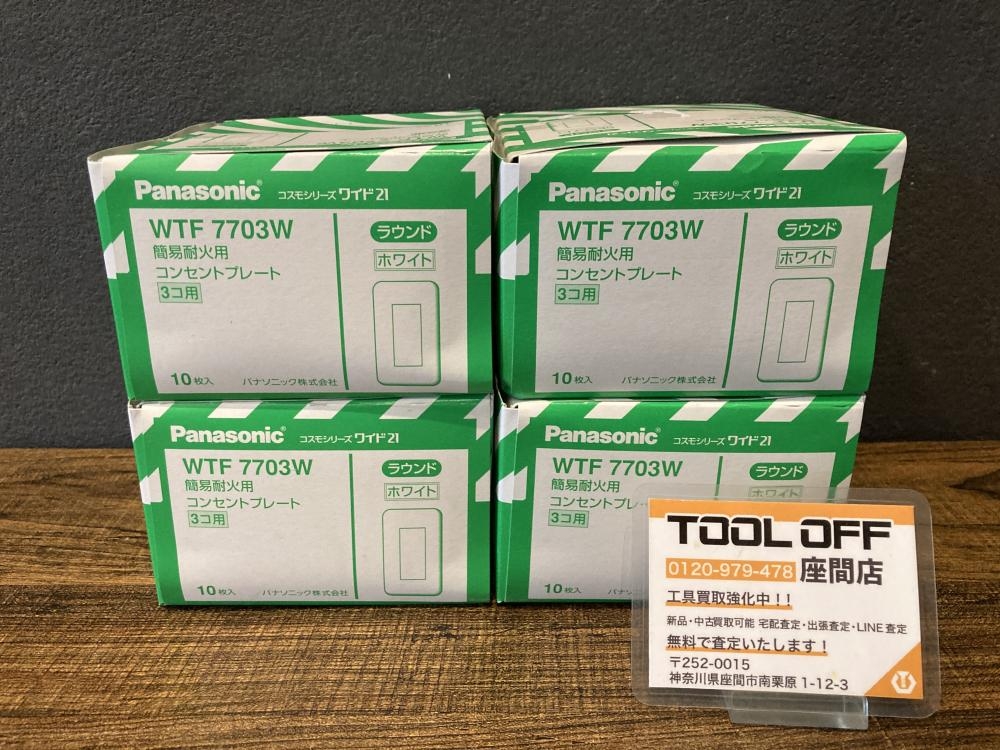 Panasonic® コスモシリーズ ワイド21
WTF 7703W ラウンド
簡易耐火用 ホワイト
コンセントプレート
3コ用
10枚入 パナソニック株式会社
Panasonic® コスモシリーズ ワイド21
WTF 7703W ラウンド
簡易耐火用 ホワイト
コンセントプレート
3コ用
10枚入 パナソニック株式会社
Panasonic® コスモシリーズ ワイド21
WTF 7703W ラウンド
簡易耐火用 ホワイト
コンセントプレート
3コ用
10枚入 パナソニック株式会社
Panasonic® コスモシリーズ ワイド21
WTF 7703W ラウンド
簡易耐火用 ホワイト
コンセントプレ
3コ用
10枚入
TOOL OFF
0120-979-478 座間店
工具買取強化中！！
新品・中古買取可能 宅配査定・出張査定・LINE査定
無料で査定いたします！
〒252-0015
神奈川県座間市南栗原 1-12-3